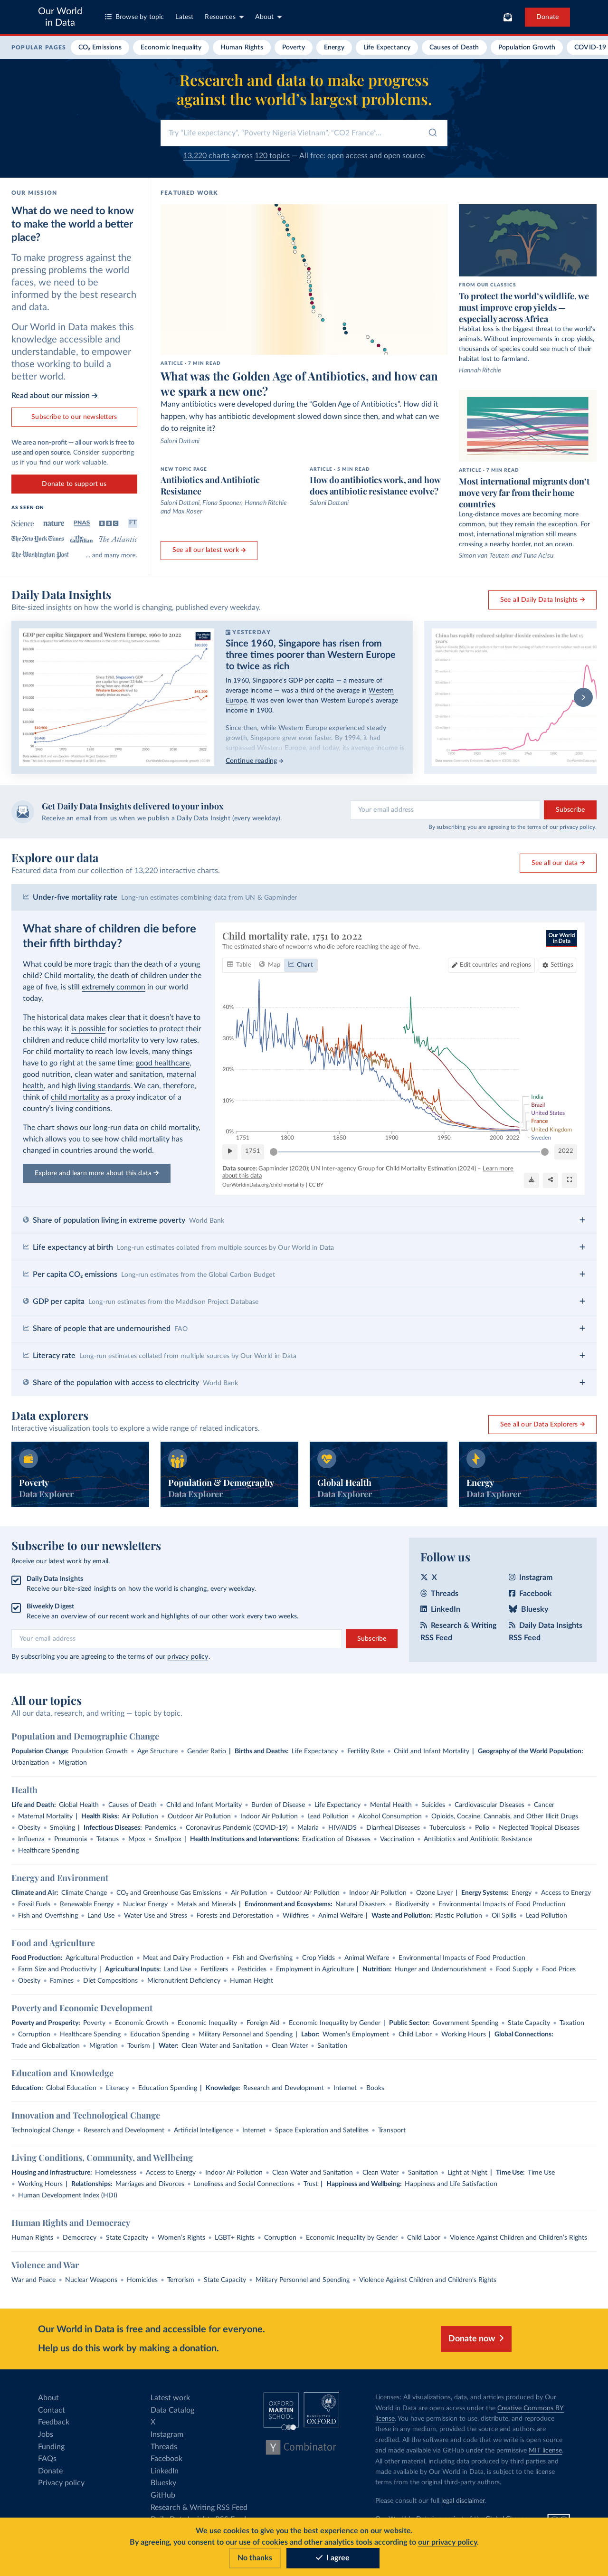 Our World
in Data
Browse by topic
Latest
Resources
About
Donate
POPULAR PAGES
CO₂ Emissions
Economic Inequality
Human Rights
Poverty
Energy
Life Expectancy
Causes of Death
Population Growth
COVID-19
Research and data to make progress
against the world’s largest problems.
Try "Life expectancy", "Poverty Nigeria Vietnam", "CO2 France"...
13,220 charts across 120 topics — All free: open access and open source
OUR MISSION
What do we need to know
to make the world a better
place?
To make progress against the
pressing problems the world
faces, we need to be
informed by the best research
and data.
Our World in Data makes this
knowledge accessible and
understandable, to empower
those working to build a
better world.
Read about our mission →
Subscribe to our newsletters
We are a non-profit — all our work is free to
use and open source. Consider supporting
us if you find our work valuable.
Donate to support us
AS SEEN ON
Science
nature
PNAS
BBC
FT
The New York Times
The Guardian
The Atlantic
The Washington Post
... and many more.
FEATURED WORK
ARTICLE · 7 MIN READ
What was the Golden Age of Antibiotics, and how can
we spark a new one?
Many antibiotics were developed during the “Golden Age of Antibiotics”. How did it
happen, why has antibiotic development slowed down since then, and what can we
do to reignite it?
Saloni Dattani
NEW TOPIC PAGE
Antibiotics and Antibiotic
Resistance
Saloni Dattani, Fiona Spooner, Hannah Ritchie
and Max Roser
ARTICLE · 5 MIN READ
How do antibiotics work, and how
does antibiotic resistance evolve?
Saloni Dattani
See all our latest work →
FROM OUR CLASSICS
To protect the world’s wildlife, we
must improve crop yields —
especially across Africa
Habitat loss is the biggest threat to the world's
animals. Without improvements in crop yields,
thousands of species could see much of their
habitat lost to farmland.
Hannah Ritchie
ARTICLE · 7 MIN READ
Most international migrants don’t
move very far from their home
countries
Long-distance moves are becoming more
common, but they remain the exception. For
most, international migration still means
crossing a nearby border, not an ocean.
Simon van Teutem and Tuna Acisu
Daily Data Insights
Bite-sized insights on how the world is changing, published every weekday.
See all Daily Data Insights →
GDP per capita: Singapore and Western Europe, 1960 to 2022
YESTERDAY
Since 1960, Singapore has risen from
three times poorer than Western Europe
to twice as rich
In 1960, Singapore's GDP per capita — a measure of
average income — was a third of the average in Western
Europe. It was even lower than Western Europe's average
income in 1900.
Since then, while Western Europe experienced steady
growth, Singapore grew even faster. By 1994, it had
surpassed Western Europe, and today, its average income is
Continue reading →
China has rapidly reduced sulphur dioxide emissions in the last 15
years
Get Daily Data Insights delivered to your inbox
Receive an email from us when we publish a Daily Data Insight (every weekday).
Your email address
Subscribe
By subscribing you are agreeing to the terms of our privacy policy.
Explore our data
Featured data from our collection of 13,220 interactive charts.
See all our data →
Under-five mortality rate Long-run estimates combining data from UN & Gapminder
What share of children die before
their fifth birthday?
What could be more tragic than the death of a young
child? Child mortality, the death of children under the
age of five, is still extremely common in our world
today.
The historical data makes clear that it doesn’t have to
be this way: it is possible for societies to protect their
children and reduce child mortality to very low rates.
For child mortality to reach low levels, many things
have to go right at the same time: good healthcare,
good nutrition, clean water and sanitation, maternal
health, and high living standards. We can, therefore,
think of child mortality as a proxy indicator of a
country’s living conditions.
The chart shows our long-run data on child mortality,
which allows you to see how child mortality has
changed in countries around the world.
Explore and learn more about this data →
Child mortality rate, 1751 to 2022
The estimated share of newborns who die before reaching the age of five.
Our World
in Data
Table
Map
Chart
Edit countries and regions
Settings
40%
30%
20%
10%
0%
1751
1800
1850
1900
1950
2000
2022
India
Brazil
United States
France
United Kingdom
Sweden
1751
2022
Data source: Gapminder (2020); UN Inter-agency Group for Child Mortality Estimation (2024) – Learn more
about this data
OurWorldinData.org/child-mortality | CC BY
Share of population living in extreme poverty World Bank
Life expectancy at birth Long-run estimates collated from multiple sources by Our World in Data
Per capita CO₂ emissions Long-run estimates from the Global Carbon Budget
GDP per capita Long-run estimates from the Maddison Project Database
Share of people that are undernourished FAO
Literacy rate Long-run estimates collated from multiple sources by Our World in Data
Share of the population with access to electricity World Bank
Data explorers
Interactive visualization tools to explore a wide range of related indicators.
See all our Data Explorers →
Poverty
Data Explorer
Population & Demography
Data Explorer
Global Health
Data Explorer
Energy
Data Explorer
Subscribe to our newsletters
Receive our latest work by email.
Daily Data Insights
Receive our bite-sized insights on how the world is changing, every weekday.
Biweekly Digest
Receive an overview of our recent work and highlights of our other work every two weeks.
Your email address
Subscribe
By subscribing you are agreeing to the terms of our privacy policy.
Follow us
X
Instagram
Threads
Facebook
LinkedIn
Bluesky
Research & Writing
RSS Feed
Daily Data Insights
RSS Feed
All our topics
All our data, research, and writing — topic by topic.
Population and Demographic Change
Population Change: Population Growth • Age Structure • Gender Ratio | Births and Deaths: Life Expectancy • Fertility Rate • Child and Infant Mortality | Geography of the World Population:
Urbanization • Migration
Health
Life and Death: Global Health • Causes of Death • Child and Infant Mortality • Burden of Disease • Life Expectancy • Mental Health • Suicides • Cardiovascular Diseases • Cancer
• Maternal Mortality | Health Risks: Air Pollution • Outdoor Air Pollution • Indoor Air Pollution • Lead Pollution • Alcohol Consumption • Opioids, Cocaine, Cannabis, and Other Illicit Drugs
• Obesity • Smoking | Infectious Diseases: Pandemics • Coronavirus Pandemic (COVID-19) • Malaria • HIV/AIDS • Diarrheal Diseases • Tuberculosis • Polio • Neglected Tropical Diseases
• Influenza • Pneumonia • Tetanus • Mpox • Smallpox | Health Institutions and Interventions: Eradication of Diseases • Vaccination • Antibiotics and Antibiotic Resistance
• Healthcare Spending
Energy and Environment
Climate and Air: Climate Change • CO₂ and Greenhouse Gas Emissions • Air Pollution • Outdoor Air Pollution • Indoor Air Pollution • Ozone Layer | Energy Systems: Energy • Access to Energy
• Fossil Fuels • Renewable Energy • Nuclear Energy • Metals and Minerals | Environment and Ecosystems: Natural Disasters • Biodiversity • Environmental Impacts of Food Production
• Fish and Overfishing • Land Use • Water Use and Stress • Forests and Deforestation • Wildfires • Animal Welfare | Waste and Pollution: Plastic Pollution • Oil Spills • Lead Pollution
Food and Agriculture
Food Production: Agricultural Production • Meat and Dairy Production • Fish and Overfishing • Crop Yields • Animal Welfare • Environmental Impacts of Food Production
• Farm Size and Productivity | Agricultural Inputs: Land Use • Fertilizers • Pesticides • Employment in Agriculture | Nutrition: Hunger and Undernourishment • Food Supply • Food Prices
• Obesity • Famines • Diet Compositions • Micronutrient Deficiency • Human Height
Poverty and Economic Development
Poverty and Prosperity: Poverty • Economic Growth • Economic Inequality • Foreign Aid • Economic Inequality by Gender | Public Sector: Government Spending • State Capacity • Taxation
• Corruption • Healthcare Spending • Education Spending • Military Personnel and Spending | Labor: Women's Employment • Child Labor • Working Hours | Global Connections:
Trade and Globalization • Migration • Tourism | Water: Clean Water and Sanitation • Clean Water • Sanitation
Education and Knowledge
Education: Global Education • Literacy • Education Spending | Knowledge: Research and Development • Internet • Books
Innovation and Technological Change
Technological Change • Research and Development • Artificial Intelligence • Internet • Space Exploration and Satellites • Transport
Living Conditions, Community, and Wellbeing
Housing and Infrastructure: Homelessness • Access to Energy • Indoor Air Pollution • Clean Water and Sanitation • Clean Water • Sanitation • Light at Night | Time Use: Time Use
• Working Hours | Relationships: Marriages and Divorces • Loneliness and Social Connections • Trust | Happiness and Wellbeing: Happiness and Life Satisfaction
• Human Development Index (HDI)
Human Rights and Democracy
Human Rights • Democracy • State Capacity • Women's Rights • LGBT+ Rights • Corruption • Economic Inequality by Gender • Child Labor • Violence Against Children and Children's Rights
Violence and War
War and Peace • Nuclear Weapons • Homicides • Terrorism • State Capacity • Military Personnel and Spending • Violence Against Children and Children's Rights
Our World in Data is free and accessible for everyone.
Help us do this work by making a donation.
Donate now
About
Contact
Feedback
Jobs
Funding
FAQs
Donate
Privacy policy
Latest work
Data Catalog
X
Instagram
Threads
Facebook
LinkedIn
Bluesky
GitHub
Research & Writing RSS Feed
OXFORD
MARTIN
SCHOOL
UNIVERSITY OF
OXFORD
Y Combinator
Licenses: All visualizations, data, and articles produced by Our
World in Data are open access under the Creative Commons BY
license. You have permission to use, distribute, and reproduce
these in any medium, provided the source and authors are
credited. All the software and code that we write is open source
and made available via GitHub under the permissive MIT license.
All other material, including data produced by third parties and
made available by Our World in Data, is subject to the license
terms from the original third-party authors.
Please consult our full legal disclaimer.
We use cookies to give you the best experience on our website.
By agreeing, you consent to our use of cookies and other analytics tools according to our privacy policy.
No thanks
I agree